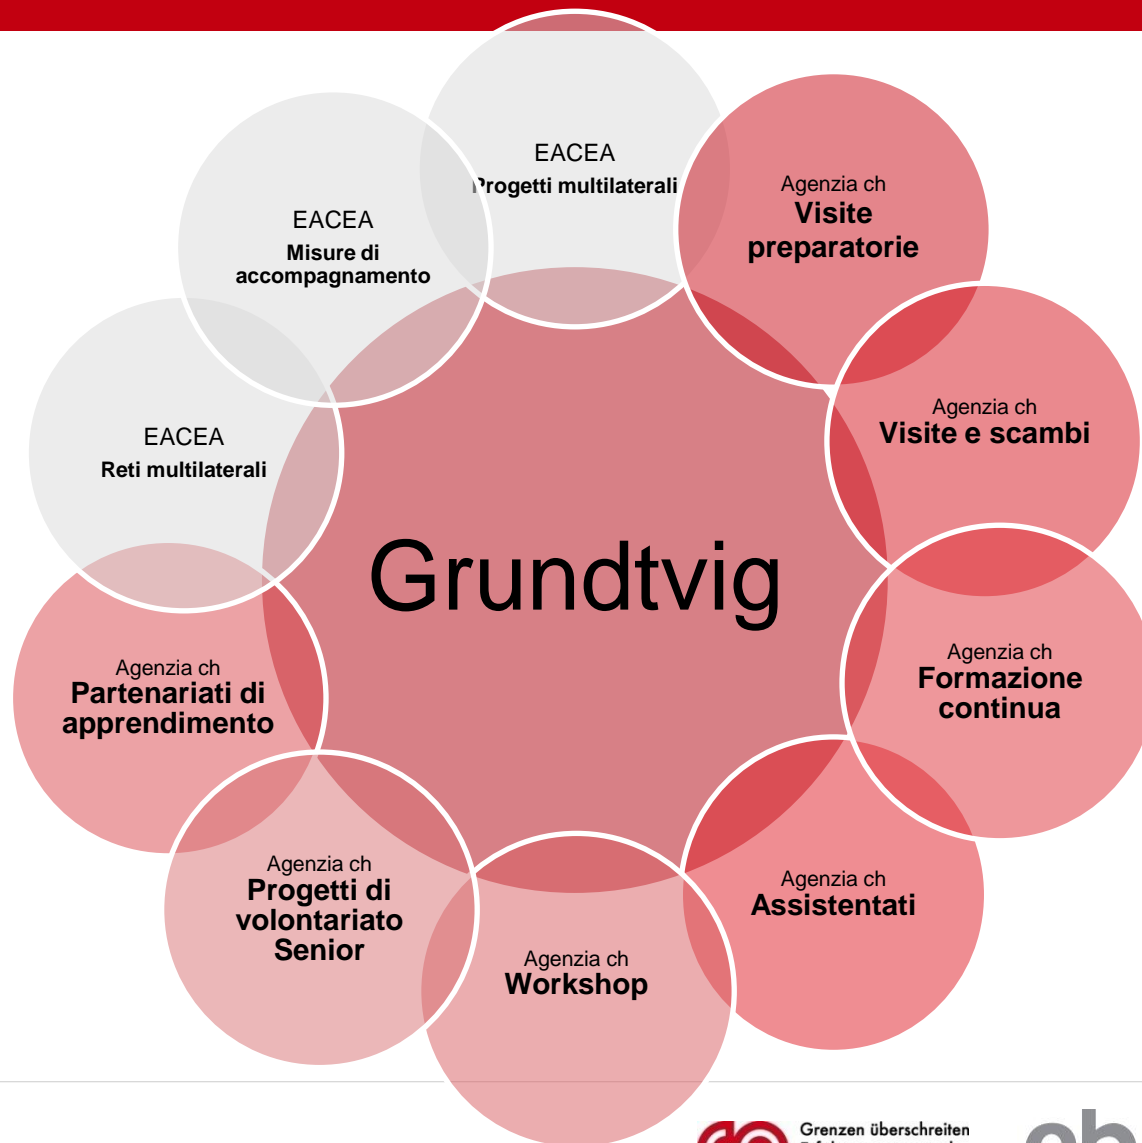 EACEA
Progetti multilaterali
Agenzia ch
Visite
preparatorie
Agenzia ch
Visite e scambi
Agenzia ch
Formazione
continua
Agenzia ch
Assistentati
Agenzia ch
Workshop
Agenzia ch
Progetti di
volontariato
Senior
Agenzia ch
Partenariati di
apprendimento
EACEA
Reti multilaterali
EACEA
Misure di
accompagnamento
Grundtvig
Grenzen überschreiten